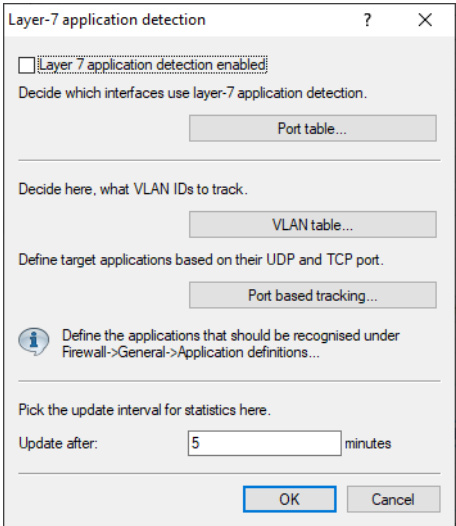 Layer-7 application detection ? ×
Layer 7 application detection enabled
Decide which interfaces use layer-7 application detection.
Port table...
Decide here, what VLAN IDs to track.
VLAN table...
Define target applications based on their UDP and TCP port.
Port based tracking...
Define the applications that should be recognised under
Firewall->General->Application definitions...
Pick the update interval for statistics here.
Update after: 5 minutes
OK Cancel